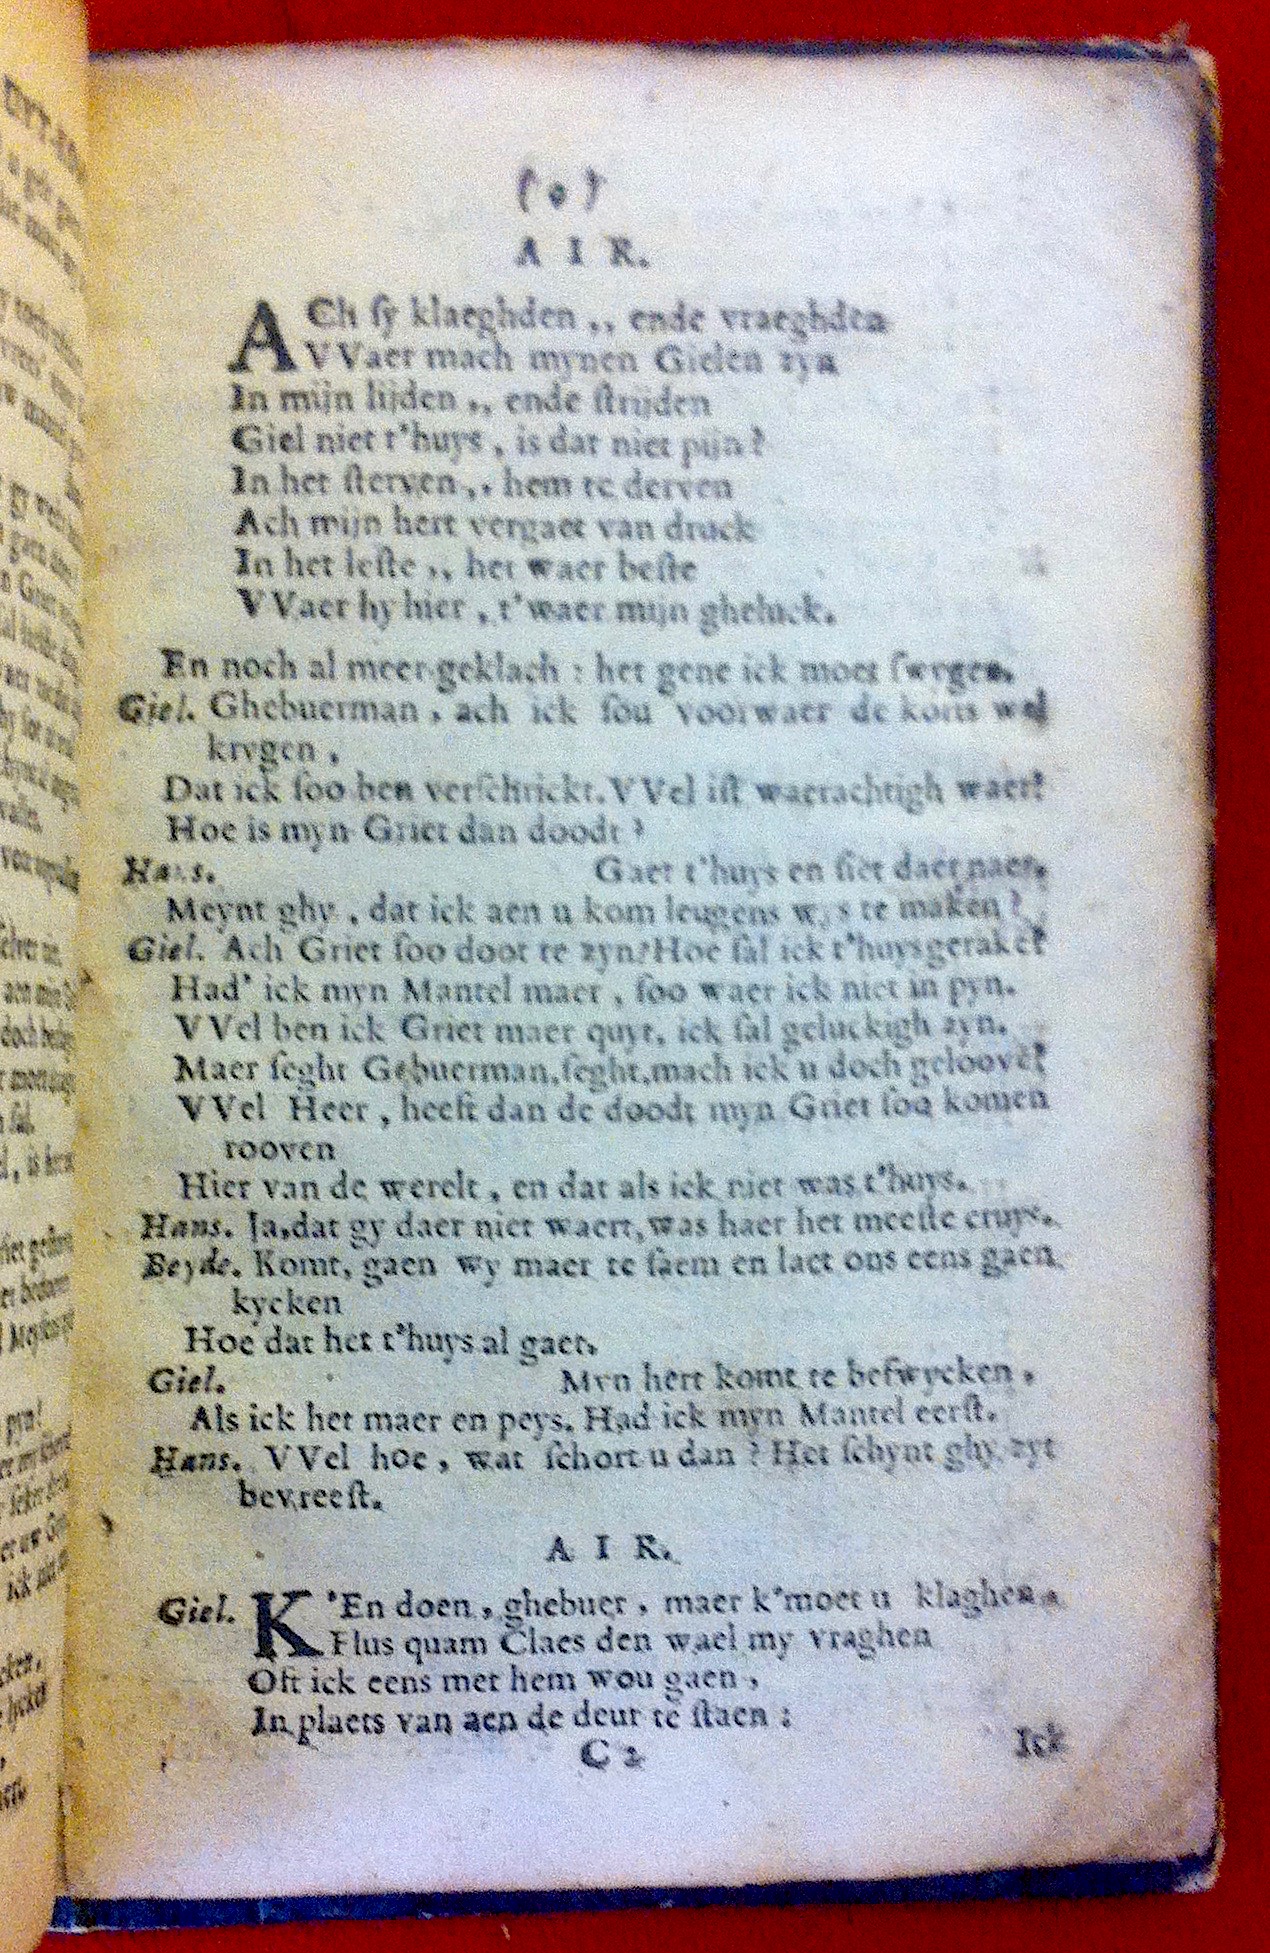 ( o )
A I R.
ACh ſy klaeghden ,, ende vraeghden
VVaer mach mynen Gielen zyn
In mijn lijden ,, ende ſtrijden
Giel niet t'huys , is dat niet pijn?
In het ſterven ,, hem te derven
Ach mijn hert vergaet van druck
In het leſte ,, het waer beſte
VVaer hy hier , t'waer mijn gheluck.
En noch al meer geklach : het gene ick moet ſwygen.
Giel. Ghebuerman , ach ick ſou voorwaer de korts wel
krygen ,
Dat ick ſoo ben verſchrickt. VVel iſt waerachtigh waer?
Hoe is myn Griet dan doodt ?
Hans. Gaet t'huys en ſiet daer naer.
Meynt ghy , dat ick aen u kom leugens wys te maken ?
Giel. Ach Griet ſoo doot te zyn? Hoe ſal ick t'huys geraken?
Had' ick myn Mantel maer , ſoo waer ick niet in pyn.
VVel ben ick Griet maer quyt, ick ſal geluckigh zyn.
Maer ſeght Gebuerman, ſeght, mach ick u doch gelooven?
VVel Heer , heeft dan de doodt myn Griet ſoo komen
rooven
Hier van de werelt , en dat als ick niet was t'huys.
Hans. Ja, dat gy daer niet waert, was haer het meeſte cruys.
Beyde. Komt, gaen wy maer te ſaem en laet ons eens gaen
kycken
Hoe dat het t'huys al gaet.
Giel. Myn hert komt te beſwycken ,
Als ick het maer en peys. Had ick myn Mantel eerſt.
Hans. VVel hoe , wat ſchort u dan ? Het ſchynt ghy zyt
bevreeſt.
A I R.
Giel. K'En doen , ghebuer , maer k'moet u klaghen ,
Flus quam Claes den wael my vraghen
Oft ick eens met hem wou gaen ,
In plaets van aen de deur te ſtaen :
C 2 Ick